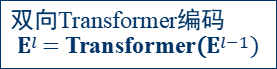 双向Transformer编码
E^l = Transformer(E^{l-1})